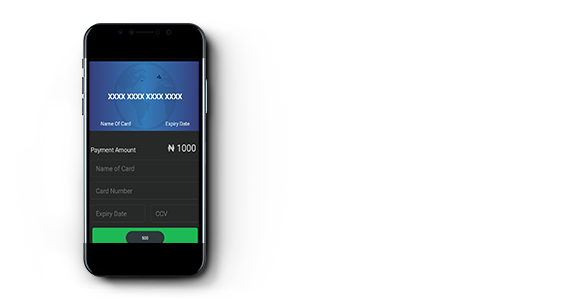 XXXX XXXX XXXX XXXX
Name Of Card Expiry Date
Payment Amount ₦ 1000
Name of Card
Card Number
Expiry Date CCV